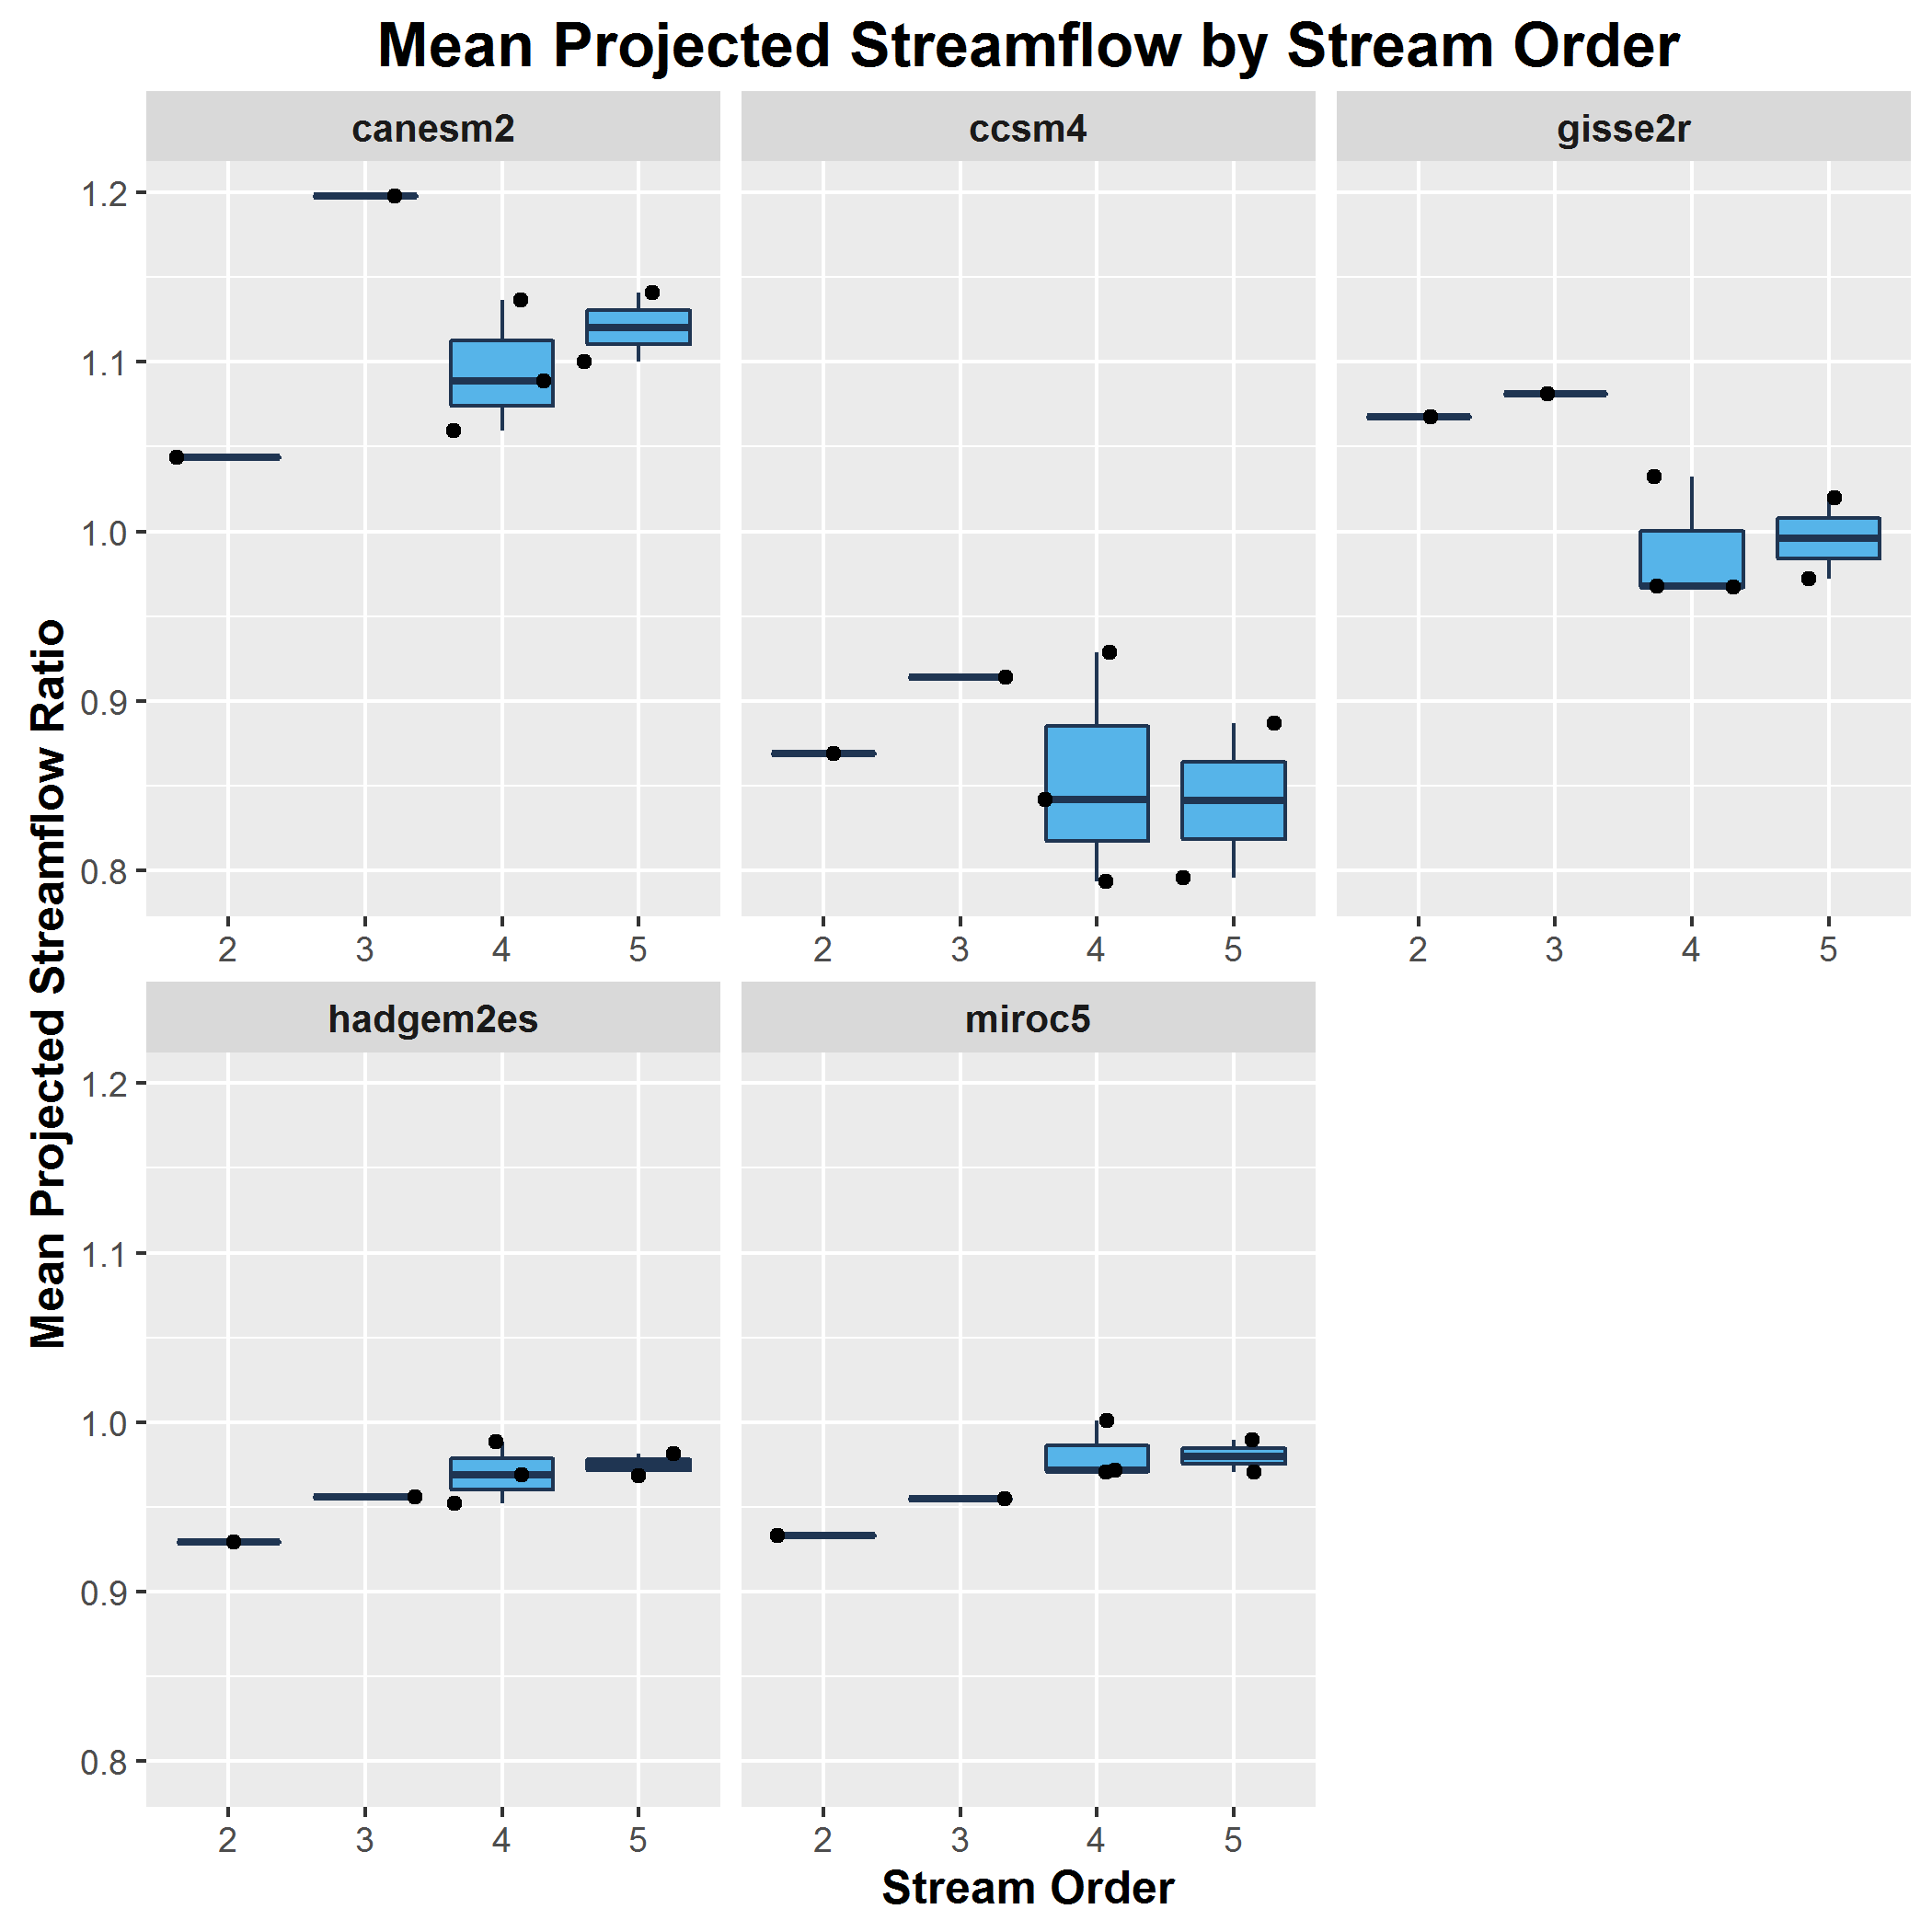 Mean Projected Streamflow by Stream Order
canesm2
ccsm4
gisse2r
1.2
1.1
1.0
0.9
0.8
2 3 4 5
2 3 4 5
2 3 4 5
Mean Projected Streamflow Ratio
hadgem2es
miroc5
1.2
1.1
1.0
0.9
0.8
2 3 4 5
2 3 4 5
Stream Order